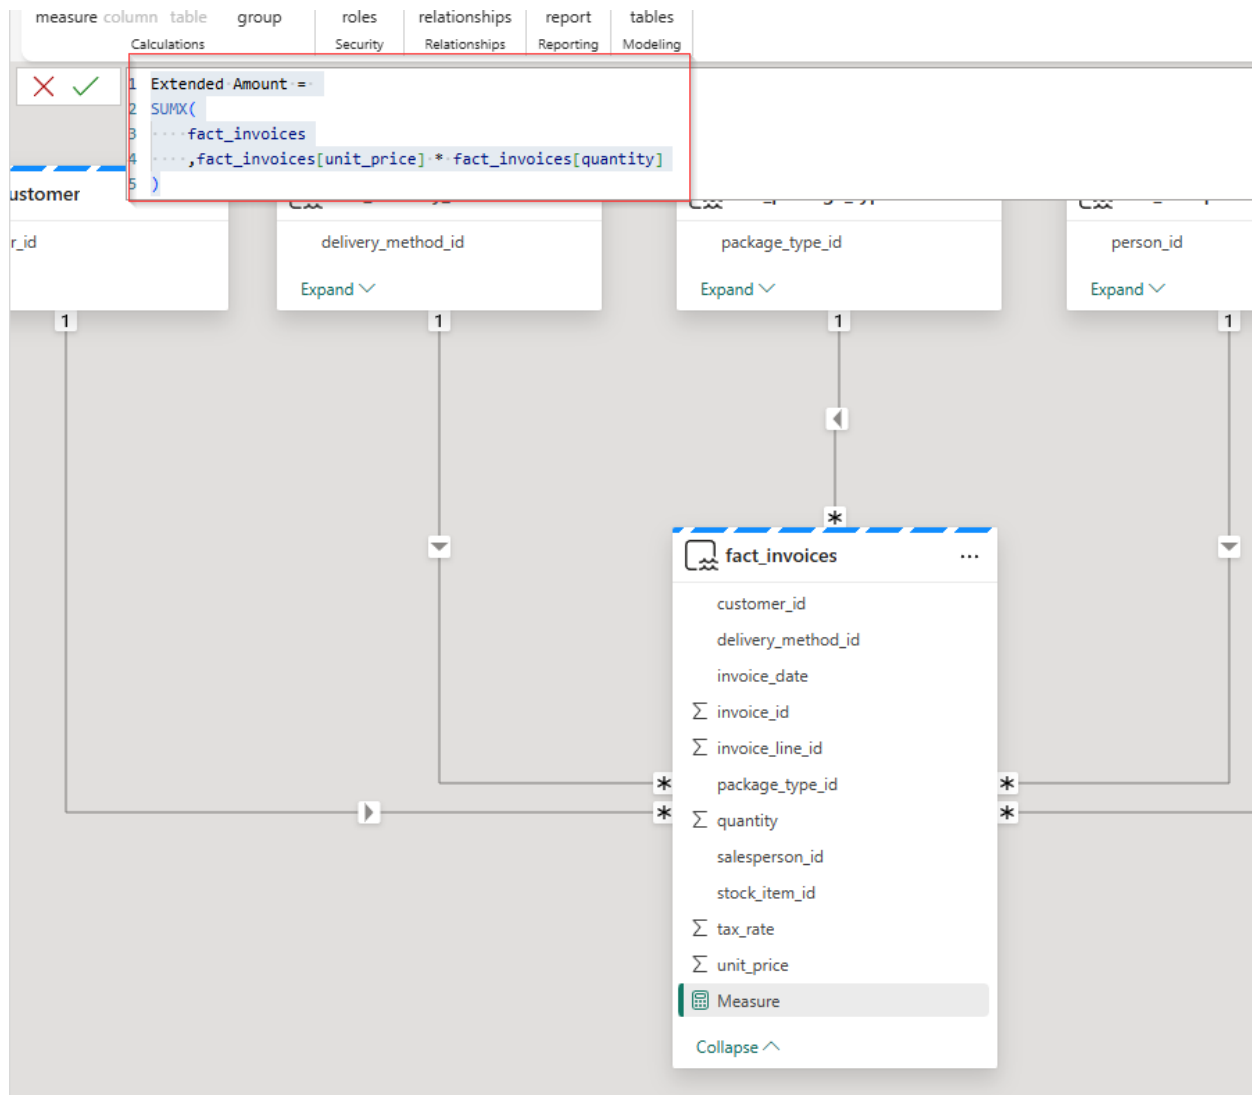 measure column table group roles relationships report tables
Calculations Security Relationships Reporting Modeling
1 Extended Amount =
2 SUMX(
3 fact_invoices
4 ,fact_invoices[unit_price] * fact_invoices[quantity]
5 )
ustomer
r_id
delivery_method_id
package_type_id
person_id
Expand
Expand
Expand
1
1
1
1
*
fact_invoices
...
customer_id
delivery_method_id
invoice_date
invoice_id
invoice_line_id
* package_type_id *
* quantity *
salesperson_id
stock_item_id
tax_rate
unit_price
Measure
Collapse